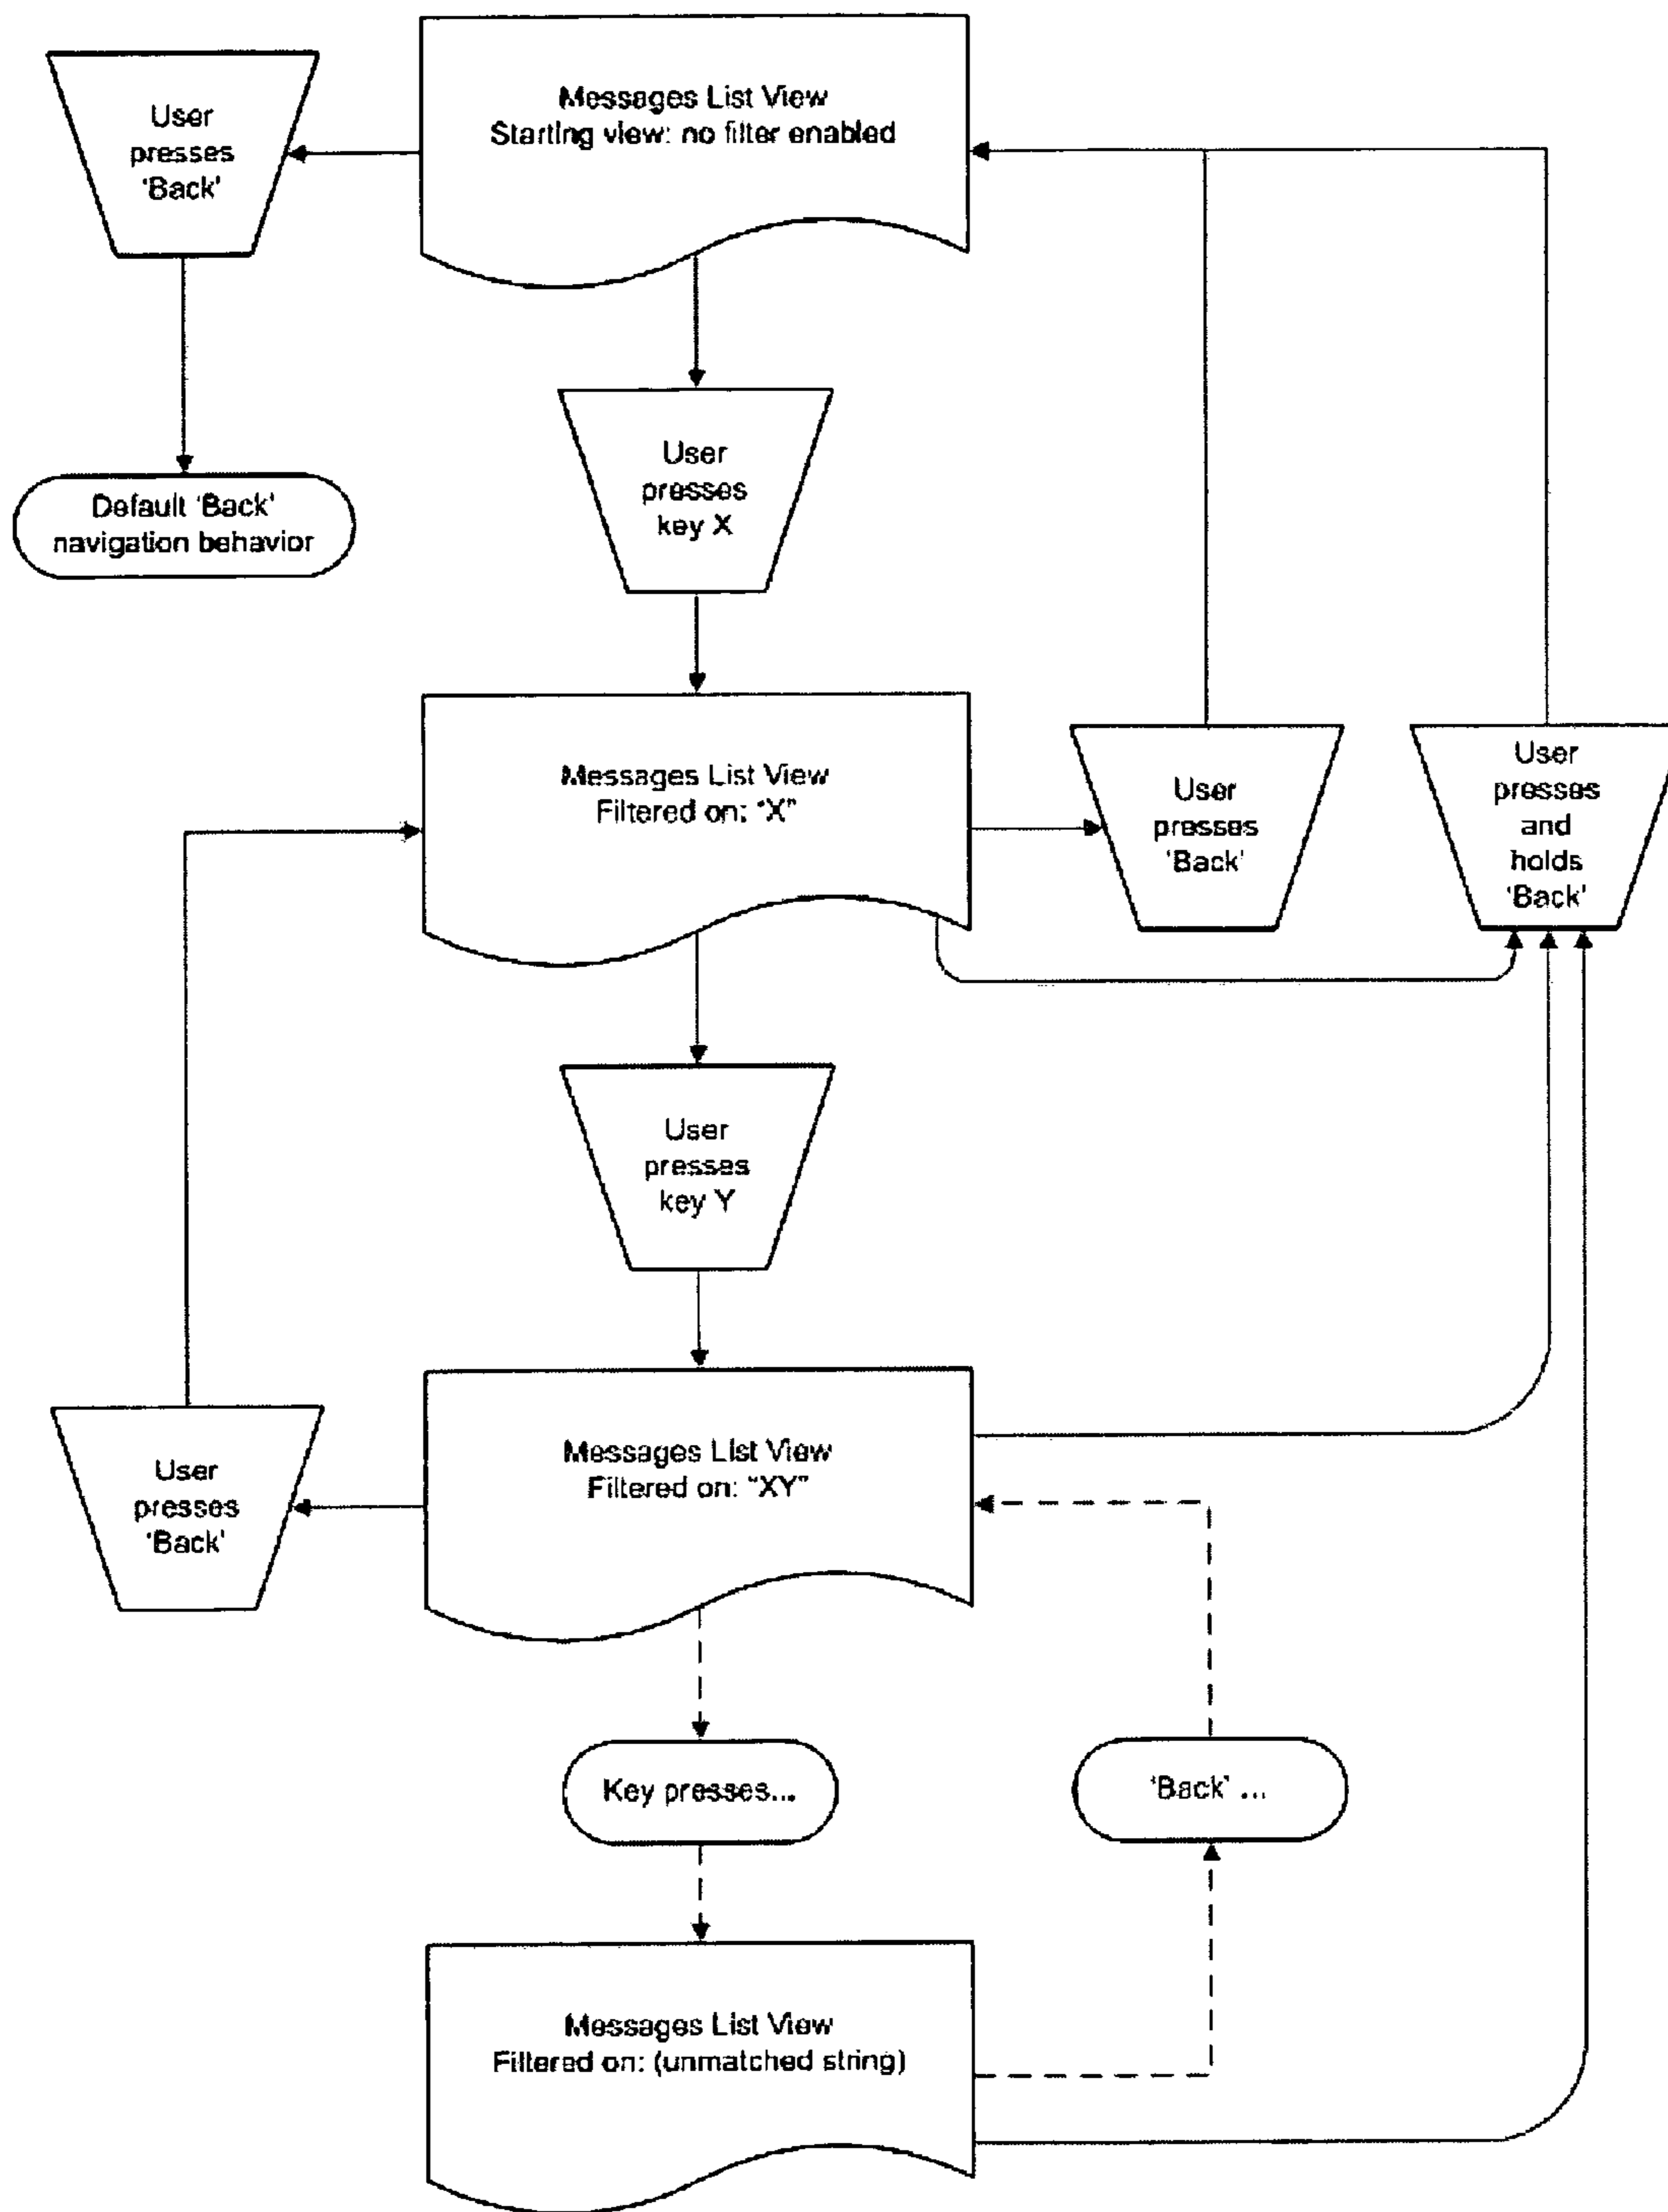 Messages List View
Starting view: no filter enabled
User
presses
'Back'
Default 'Back'
navigation behavior
User
presses
key X
Messages List View
Filtered on: "X"
User
presses
'Back'
User
presses
and
holds
'Back'
User
presses
key Y
Messages List View
Filtered on: "XY"
User
presses
'Back'
Key presses...
'Back' ...
Messages List View
Filtered on: (unmatched string)